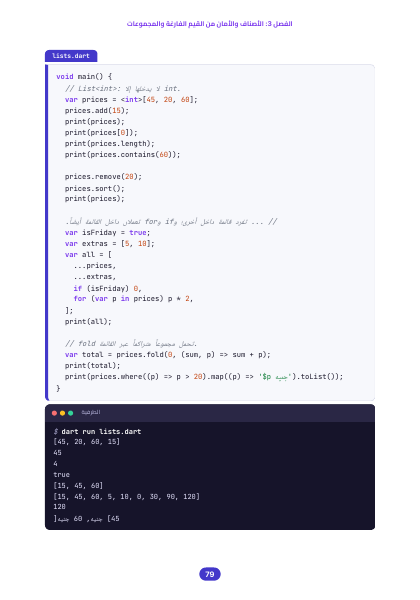 الفصل 3: الأصناف والأمان من القيم الفارغة والمجموعات
lists.dart
void main() {
// List<int>: لا يدخلها إلا int.
var prices = <int>[45, 20, 60];
prices.add(15);
print(prices);
print(prices[0]);
print(prices.length);
print(prices.contains(60));
prices.remove(20);
prices.sort();
print(prices);
// ... تفرد قائمة داخل أخرى؛ وif وfor تعملان داخل القائمة أيضاً.
var isFriday = true;
var extras = [5, 10];
var all = [
...prices,
...extras,
if (isFriday) 0,
for (var p in prices) p * 2,
];
print(all);
// fold تحمل مجموعاً متراكماً عبر القائمة.
var total = prices.fold(0, (sum, p) => sum + p);
print(total);
print(prices.where((p) => p > 20).map((p) => '$p جنيه').toList());
}
الطرفية
$ dart run lists.dart
[45, 20, 60, 15]
45
4
true
[15, 45, 60]
[15, 45, 60, 5, 10, 0, 30, 90, 120]
120
[45 جنيه, 60 جنيه]
79